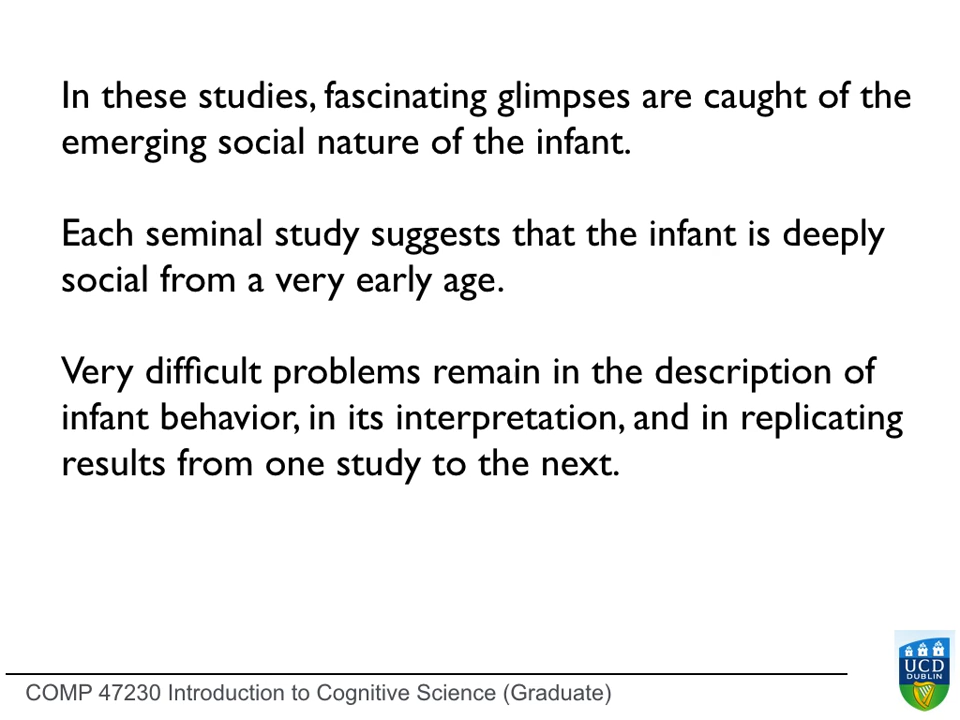 In these studies, fascinating glimpses are caught of the
emerging social nature of the infant.
Each seminal study suggests that the infant is deeply
social from a very early age.
Very difficult problems remain in the description of
infant behavior, in its interpretation, and in replicating
results from one study to the next.
COMP 47230 Introduction to Cognitive Science (Graduate)
UCD
DUBLIN